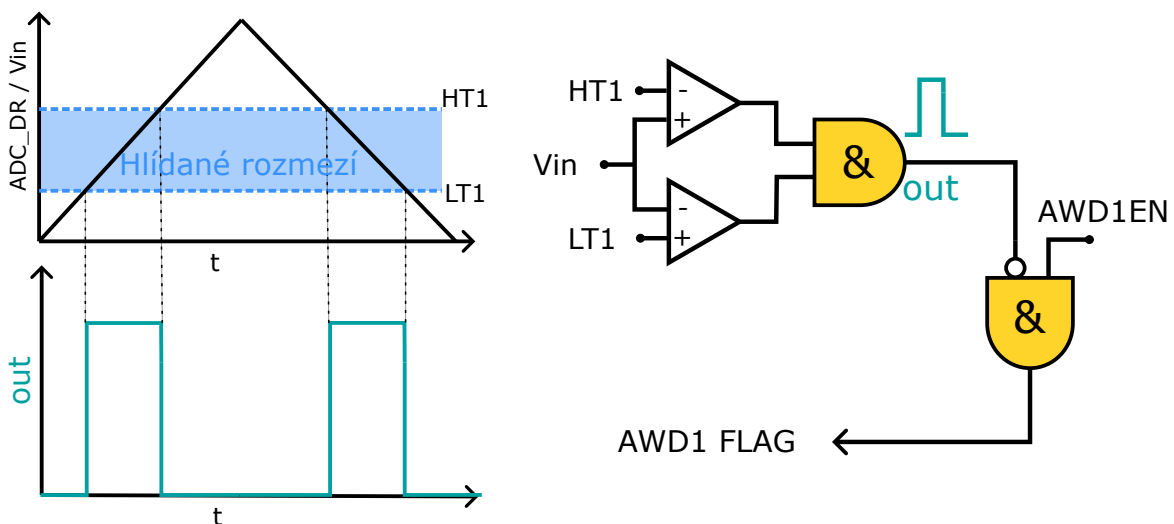 ADC_DR / Vin
HT1
Hlídané rozmezí
LT1
t
out
t
HT1
-
+
Vin
-
LT1
+
&
out
AWD1EN
&
AWD1 FLAG